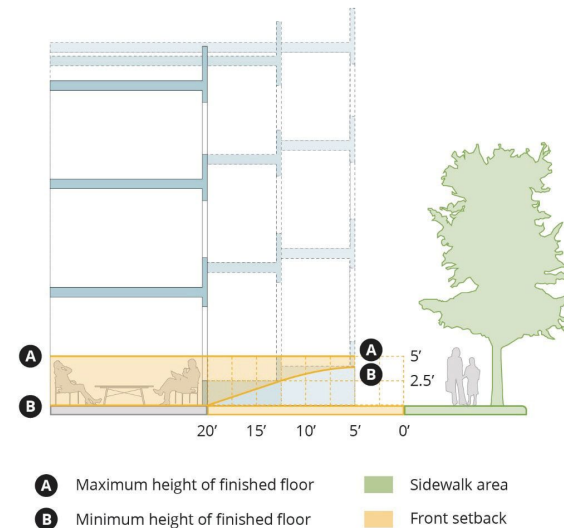 A
A
5’
B
2.5’
B
20’ 15’ 10’ 5’ 0’
A Maximum height of finished floor
Sidewalk area
B Minimum height of finished floor
Front setback